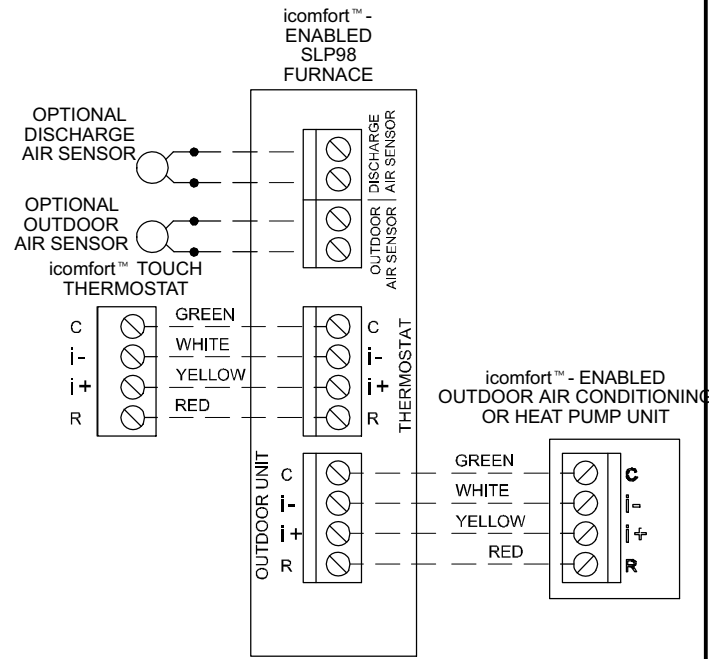 icomfort™-
ENABLED
SLP98
FURNACE
OPTIONAL
DISCHARGE
AIR SENSOR
DISCHARGE
AIR SENSOR
OPTIONAL
OUTDOOR
AIR SENSOR
OUTDOOR
AIR SENSOR
icomfort™ TOUCH
THERMOSTAT
C GREEN C
i- WHITE i-
i+ YELLOW i+
R RED R
THERMOSTAT
icomfort™- ENABLED
OUTDOOR AIR CONDITIONING
OR HEAT PUMP UNIT
OUTDOOR UNIT
C GREEN C
i- WHITE i-
i+ YELLOW i+
R RED R